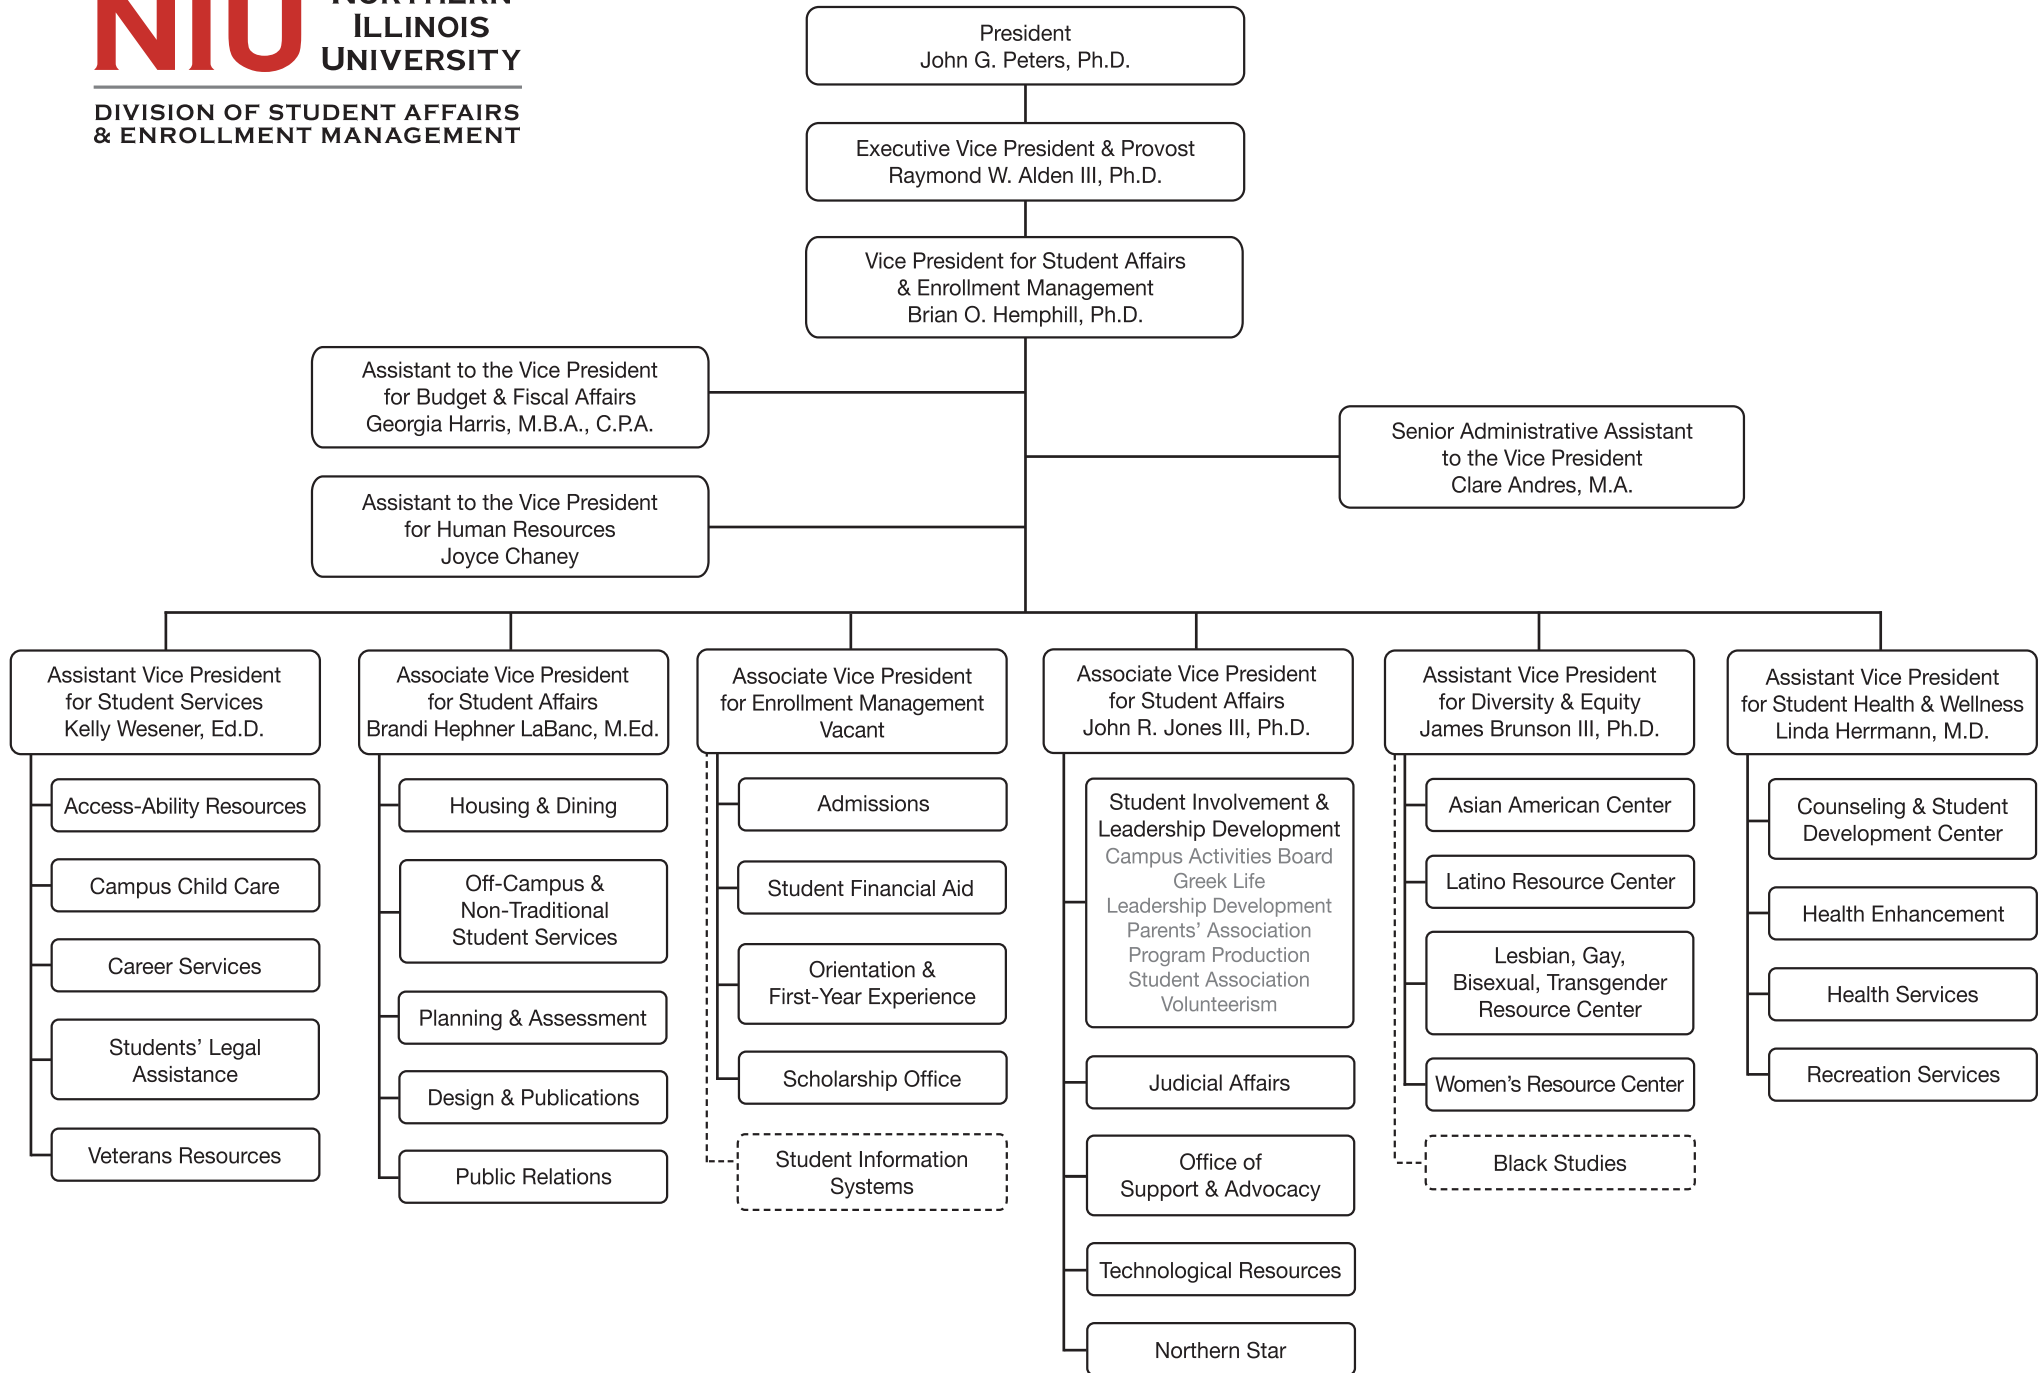 NIU
NORTHERN
ILLINOIS
UNIVERSITY
DIVISION OF STUDENT AFFAIRS
& ENROLLMENT MANAGEMENT
President
John G. Peters, Ph.D.
Executive Vice President & Provost
Raymond W. Alden III, Ph.D.
Vice President for Student Affairs
& Enrollment Management
Brian O. Hemphill, Ph.D.
Assistant to the Vice President
for Budget & Fiscal Affairs
Georgia Harris, M.B.A., C.P.A.
Senior Administrative Assistant
to the Vice President
Clare Andres, M.A.
Assistant to the Vice President
for Human Resources
Joyce Chaney
Assistant Vice President
for Student Services
Kelly Wesener, Ed.D.
Access-Ability Resources
Campus Child Care
Career Services
Students’ Legal
Assistance
Veterans Resources
Associate Vice President
for Student Affairs
Brandi Hephner LaBanc, M.Ed.
Housing & Dining
Off-Campus &
Non-Traditional
Student Services
Planning & Assessment
Design & Publications
Public Relations
Associate Vice President
for Enrollment Management
Vacant
Admissions
Student Financial Aid
Orientation &
First-Year Experience
Scholarship Office
Student Information
Systems
Associate Vice President
for Student Affairs
John R. Jones III, Ph.D.
Student Involvement &
Leadership Development
Campus Activities Board
Greek Life
Leadership Development
Parents’ Association
Program Production
Student Association
Volunteerism
Judicial Affairs
Office of
Support & Advocacy
Technological Resources
Northern Star
Assistant Vice President
for Diversity & Equity
James Brunson III, Ph.D.
Asian American Center
Latino Resource Center
Lesbian, Gay,
Bisexual, Transgender
Resource Center
Women’s Resource Center
Black Studies
Assistant Vice President
for Student Health & Wellness
Linda Herrmann, M.D.
Counseling & Student
Development Center
Health Enhancement
Health Services
Recreation Services